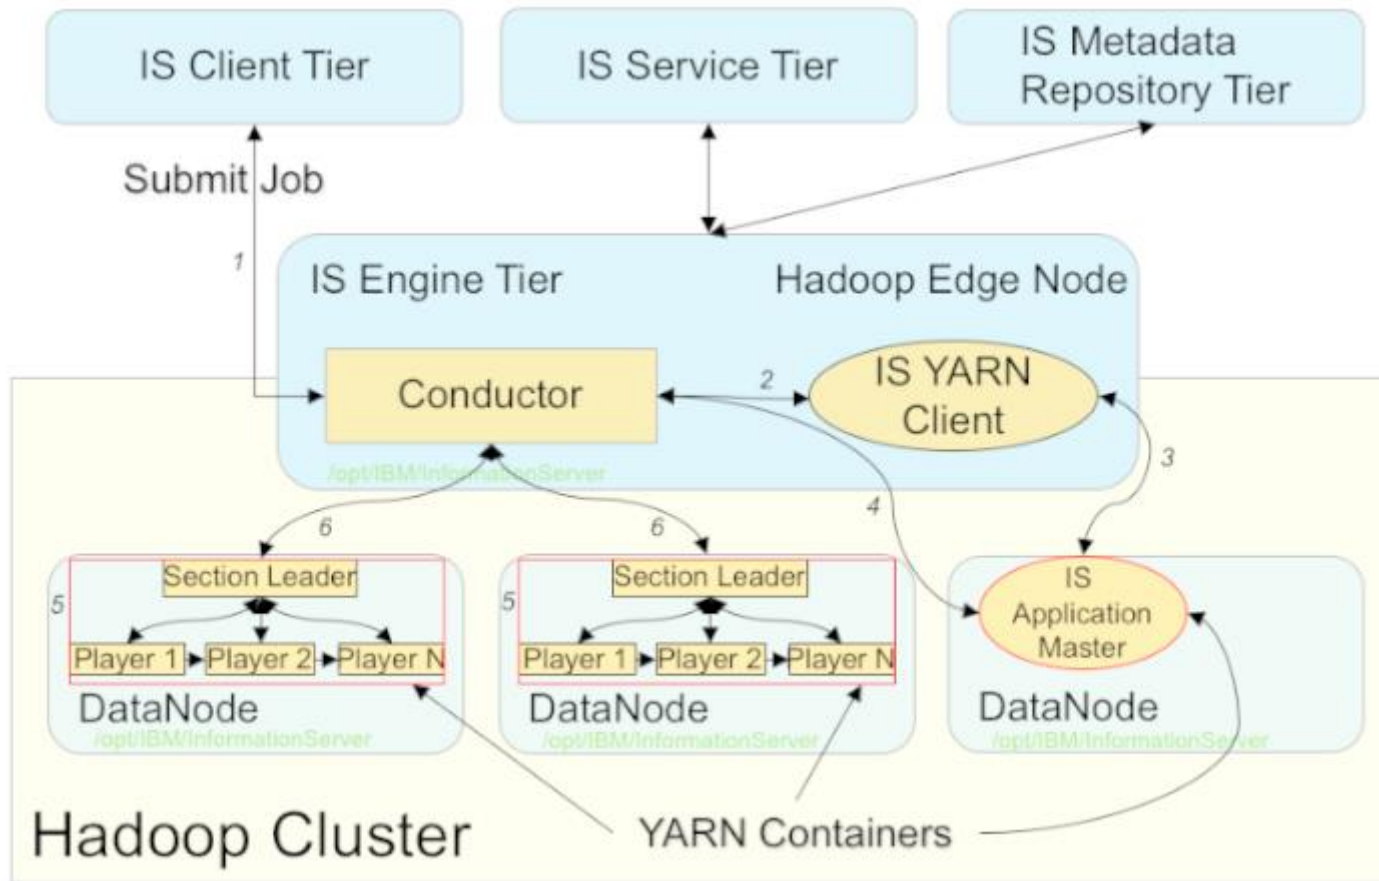 IS Client Tier
IS Service Tier
IS Metadata
Repository Tier
Submit Job
1
IS Engine Tier
Hadoop Edge Node
Conductor
2
IS YARN
Client
3
/opt/IBM/InformationServer
4
6
6
Section Leader
Section Leader
IS
Application
Master
5
5
Player 1
Player 2
Player N
Player 1
Player 2
Player N
DataNode
DataNode
DataNode
/opt/IBM/InformationServer
/opt/IBM/InformationServer
/opt/IBM/InformationServer
Hadoop Cluster
YARN Containers